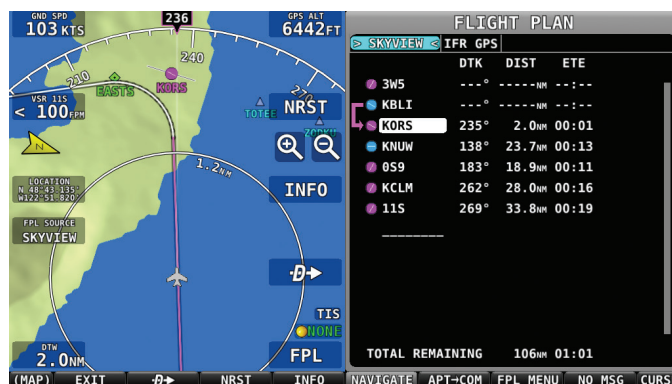 GND SPD
103 KTS
236
GPS ALT
6442FT
240
210
EASTS
KORS
270
VSR 11S
< 100FPM
TOTEE
NRST
N
1.2NM
LOCATION
N 48°43.135'
W122°51.820'
INFO
FPL SOURCE
SKYVIEW
D
TIS
NONE
DTW
2.0NM
FPL
(MAP) EXIT D NRST INFO
FLIGHT PLAN
> SKYVIEW < IFR GPS
DTK DIST ETE
3W5 ---° -----NM --:--
KBLI ---° -----NM --:--
KORS 235° 2.0NM 00:01
KNUW 138° 23.7NM 00:13
0S9 183° 18.9NM 00:11
KCLM 262° 28.0NM 00:16
11S 269° 33.8NM 00:19
________
TOTAL REMAINING 106NM 01:01
NAVIGATE APT→COM FPL MENU NO MSG